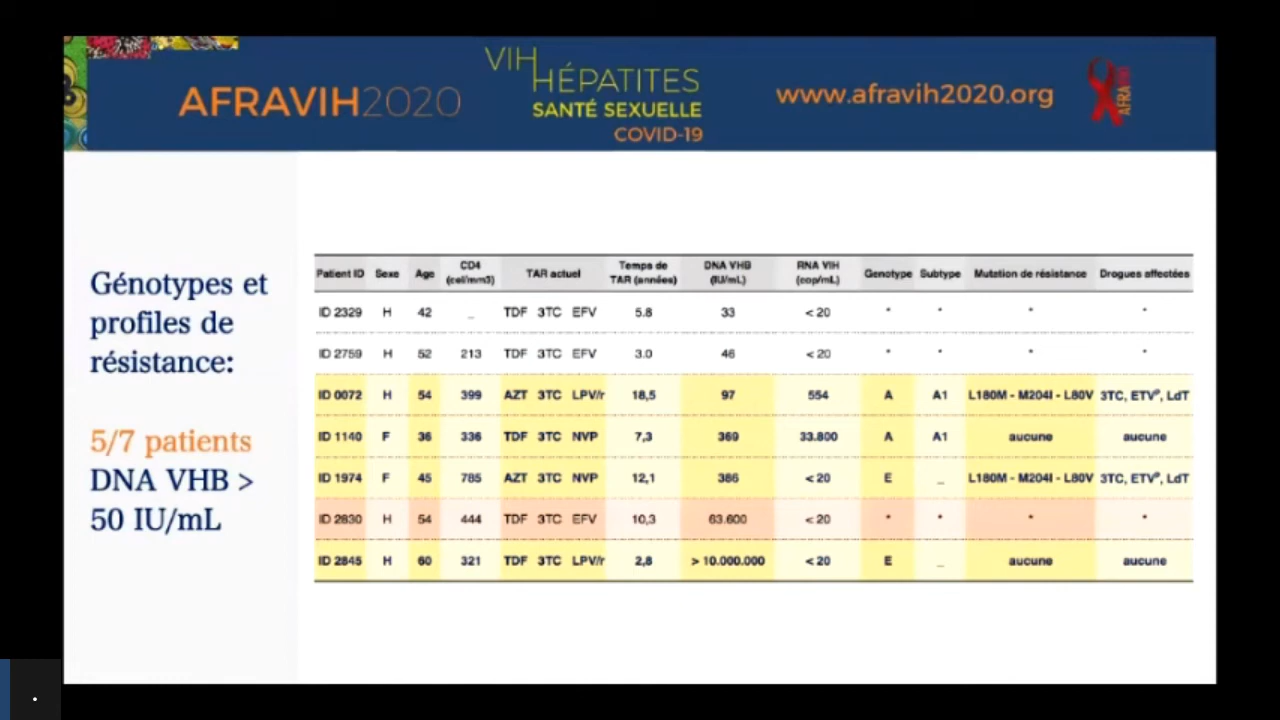 AFRAVIH2020
VIH
HÉPATITES
SANTÉ SEXUELLE
COVID-19
www.afravih2020.org
AFRAVIH
Génotypes et
profiles de
résistance:
5/7 patients
DNA VHB >
50 IU/mL
Patient ID Sexe Age CD4 (cel/mm3) TAR actuel Temps de TAR (années) DNA VHB (IU/mL) RNA VIH (cop/mL) Genotype Subtype Mutation de résistance Drogues affectées
ID 2329 H 42 _ TDF 3TC EFV 5.8 33 < 20 * * * *
ID 2759 H 52 213 TDF 3TC EFV 3.0 46 < 20 * * * *
ID 0072 H 54 399 AZT 3TC LPV/r 18,5 97 554 A A1 L180M - M204I - L80V 3TC, ETVᵖ, LdT
ID 1140 F 36 336 TDF 3TC NVP 7,3 369 33.800 A A1 aucune aucune
ID 1974 F 45 785 AZT 3TC NVP 12,1 386 < 20 E _ L180M - M204I - L80V 3TC, ETVᵖ, LdT
ID 2830 H 54 444 TDF 3TC EFV 10,3 63.600 < 20 * * * *
ID 2845 H 60 321 TDF 3TC LPV/r 2,8 > 10.000.000 < 20 E _ aucune aucune